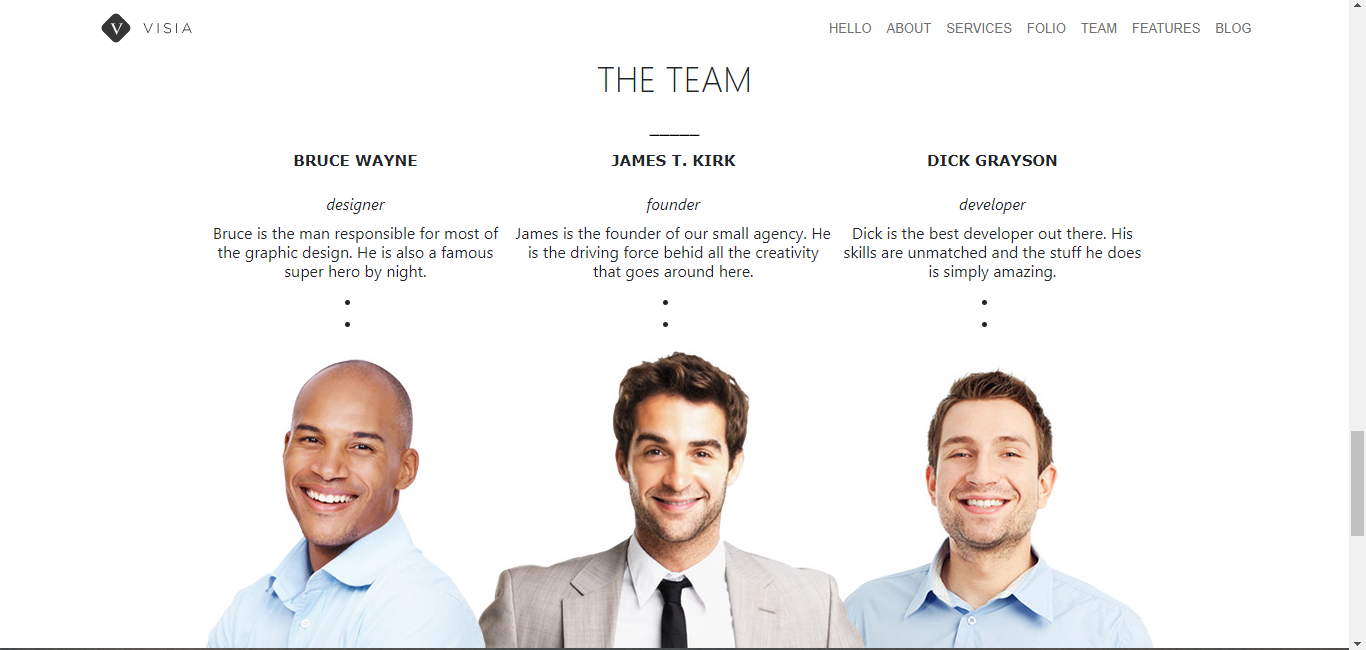 V VISIA HELLO ABOUT SERVICES FOLIO TEAM FEATURES BLOG
THE TEAM
BRUCE WAYNE
designer
Bruce is the man responsible for most of
the graphic design. He is also a famous
super hero by night.
JAMES T. KIRK
founder
James is the founder of our small agency. He
is the driving force behid all the creativity
that goes around here.
DICK GRAYSON
developer
Dick is the best developer out there. His
skills are unmatched and the stuff he does
is simply amazing.